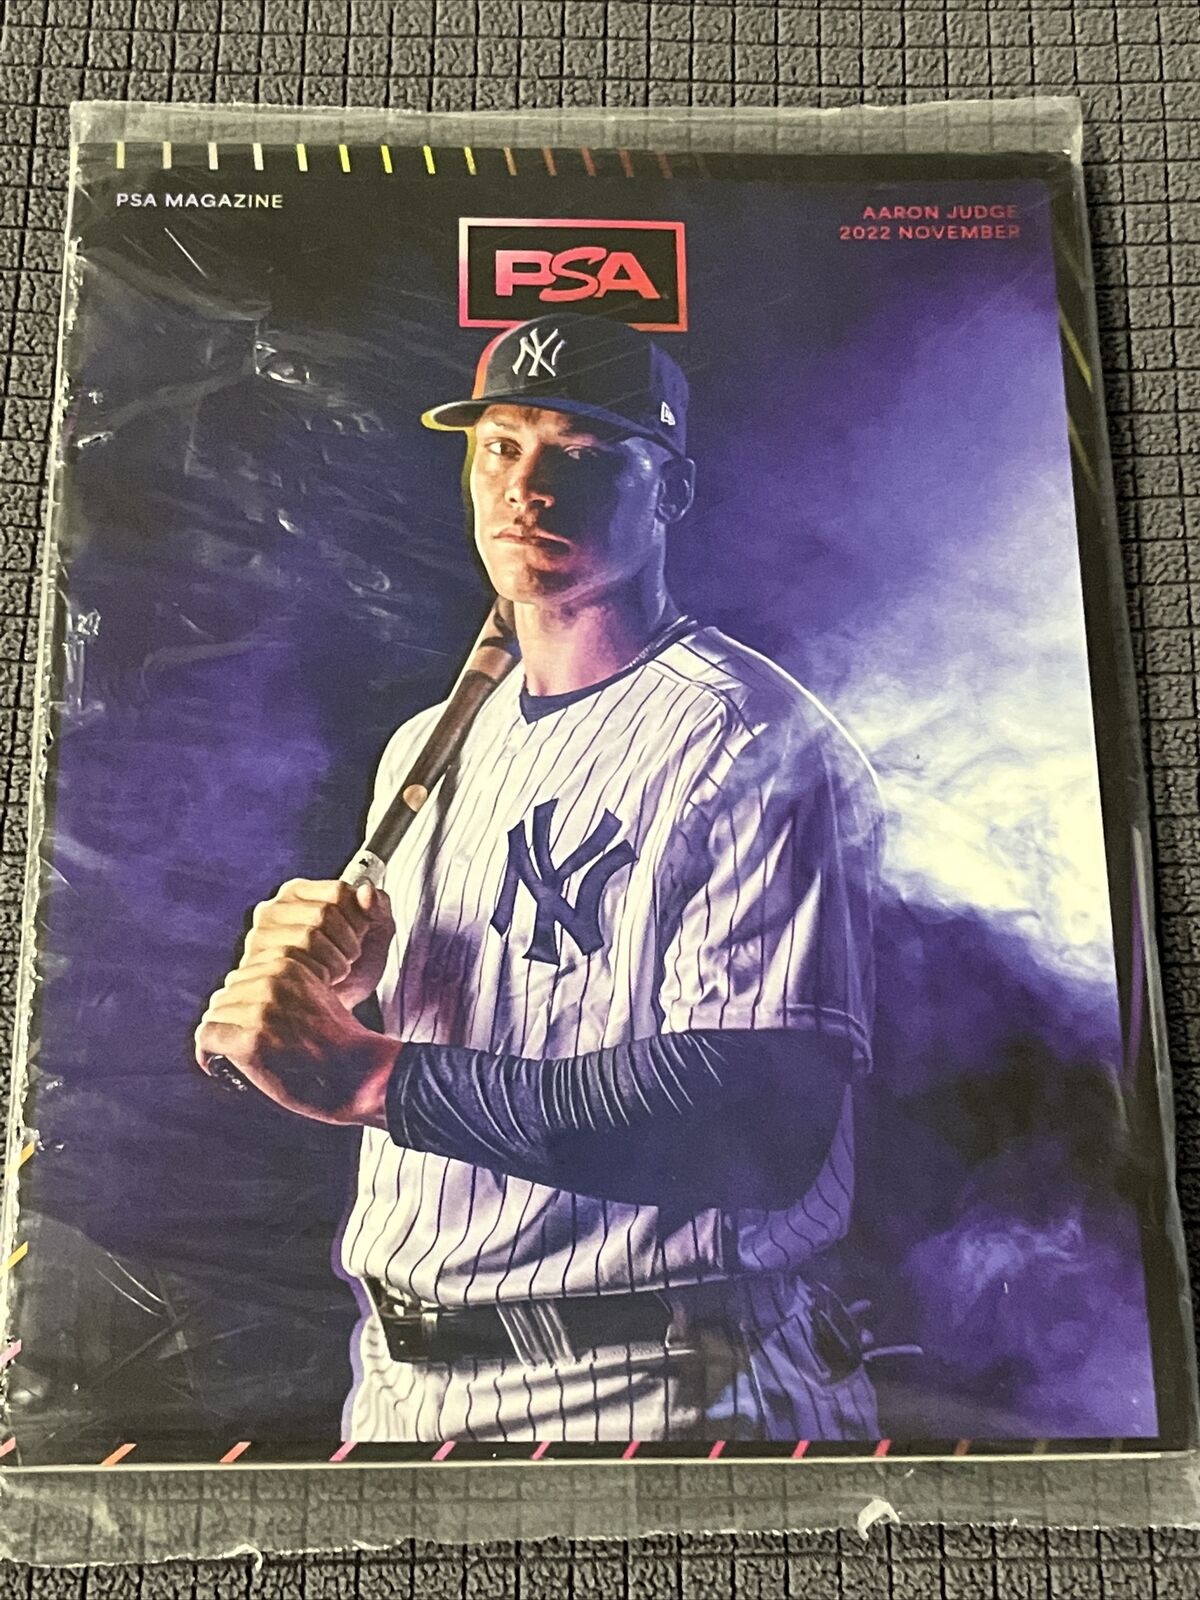 PSA MAGAZINE
AARON JUDGE
2022 NOVEMBER
PSA
NY
NY